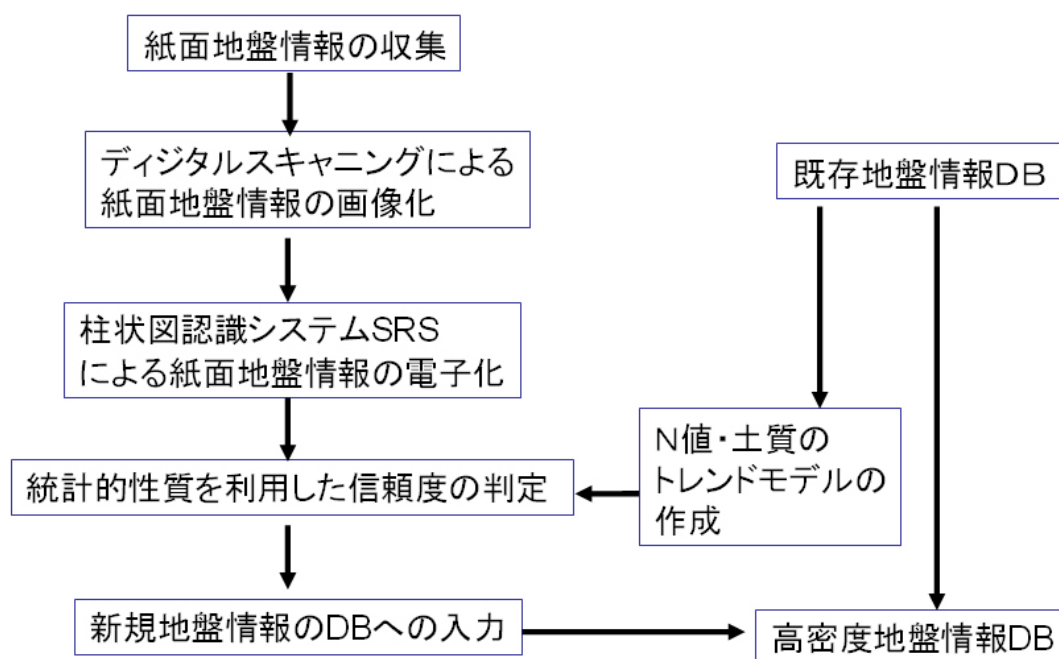 紙面地盤情報の収集
ディジタルスキャニングによる
紙面地盤情報の画像化
既存地盤情報DB
柱状図認識システムSRS
による紙面地盤情報の電子化
N値・土質の
トレンドモデルの
作成
統計的性質を利用した信頼度の判定
新規地盤情報のDBへの入力
高密度地盤情報DB